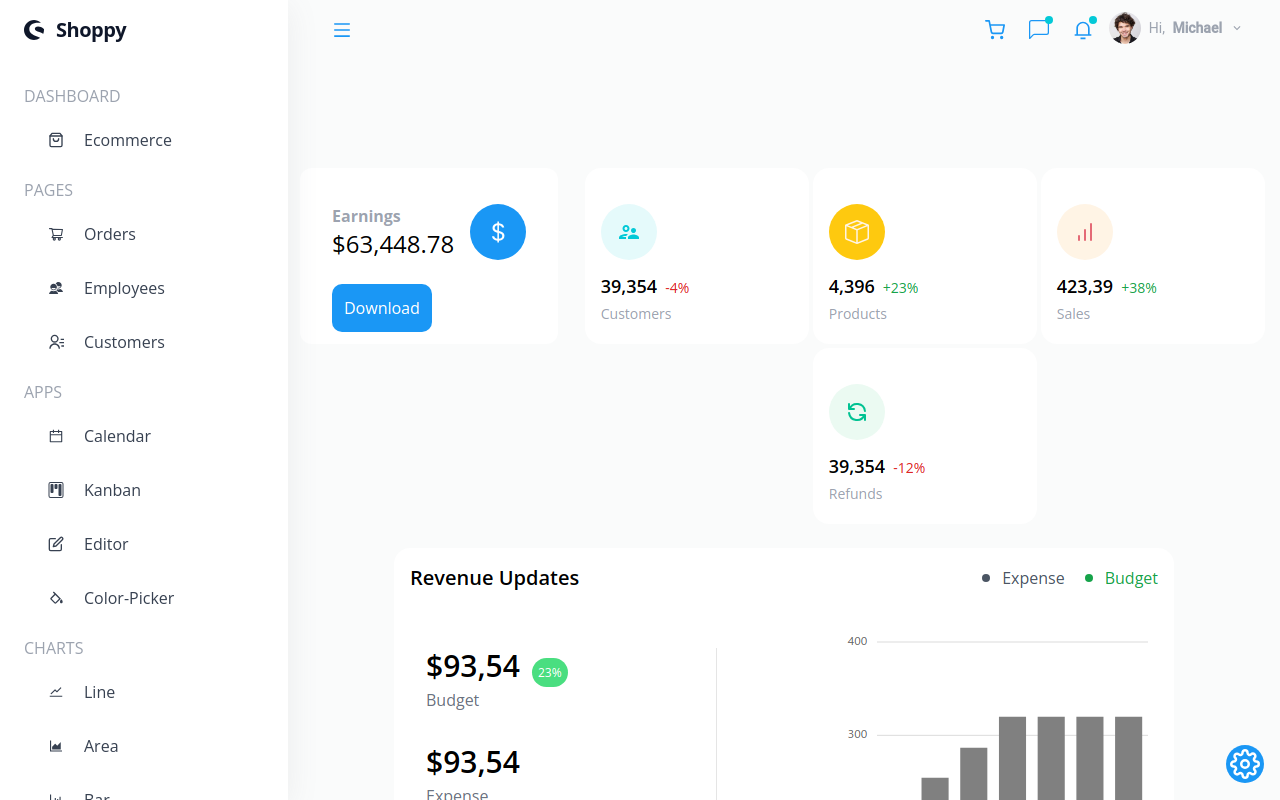 Shoppy
Hi, Michael
DASHBOARD
Ecommerce
PAGES
Orders
Employees
Customers
APPS
Calendar
Kanban
Editor
Color-Picker
CHARTS
Line
Area
Bar
Earnings
$63,448.78
Download
39,354 -4%
Customers
4,396 +23%
Products
423,39 +38%
Sales
39,354 -12%
Refunds
Revenue Updates
Expense
Budget
$93,54 23%
Budget
$93,54
Expense
400
300